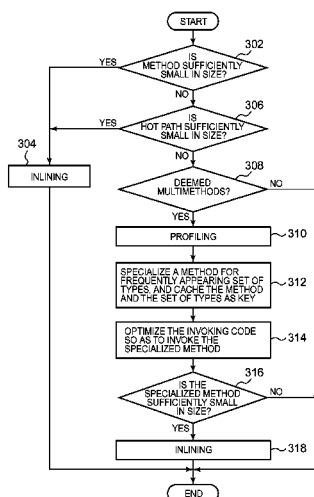 START
302
IS
METHOD SUFFICIENTLY
SMALL IN SIZE?
YES
NO
306
IS
HOT PATH SUFFICIENTLY
SMALL IN SIZE?
YES
NO
304
INLINING
308
DEEMED
MULTIMETHODS?
NO
YES
PROFILING
310
SPECIALIZE A METHOD FOR
FREQUENTLY APPEARING SET OF
TYPES, AND CACHE THE METHOD
AND THE SET OF TYPES AS KEY
312
OPTIMIZE THE INVOKING CODE
SO AS TO INVOKE THE
SPECIALIZED METHOD
314
316
IS THE
SPECIALIZED METHOD
SUFFICIENTLY SMALL
IN SIZE?
NO
YES
INLINING
318
END